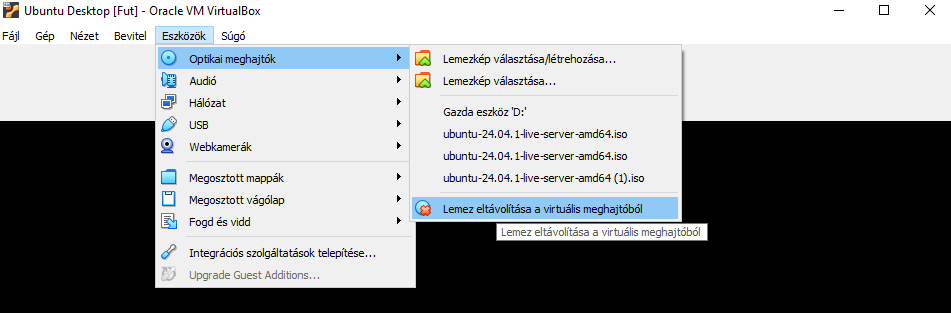 Ubuntu Desktop [Fut] - Oracle VM VirtualBox
Fájl Gép Nézet Bevitel Eszközök Súgó
Optikai meghajtók
Audió
Hálózat
USB
Webkamerák
Megosztott mappák
Megosztott vágólap
Fogd és vidd
Integrációs szolgáltatások telepítése...
Upgrade Guest Additions...
Lemezkép választása/létrehozása...
Lemezkép választása...
Gazda eszköz 'D:'
ubuntu-24.04.1-live-server-amd64.iso
ubuntu-24.04.1-live-server-amd64.iso
ubuntu-24.04.1-live-server-amd64 (1).iso
Lemez eltávolítása a virtuális meghajtóból
Lemez eltávolítása a virtuális meghajtóból